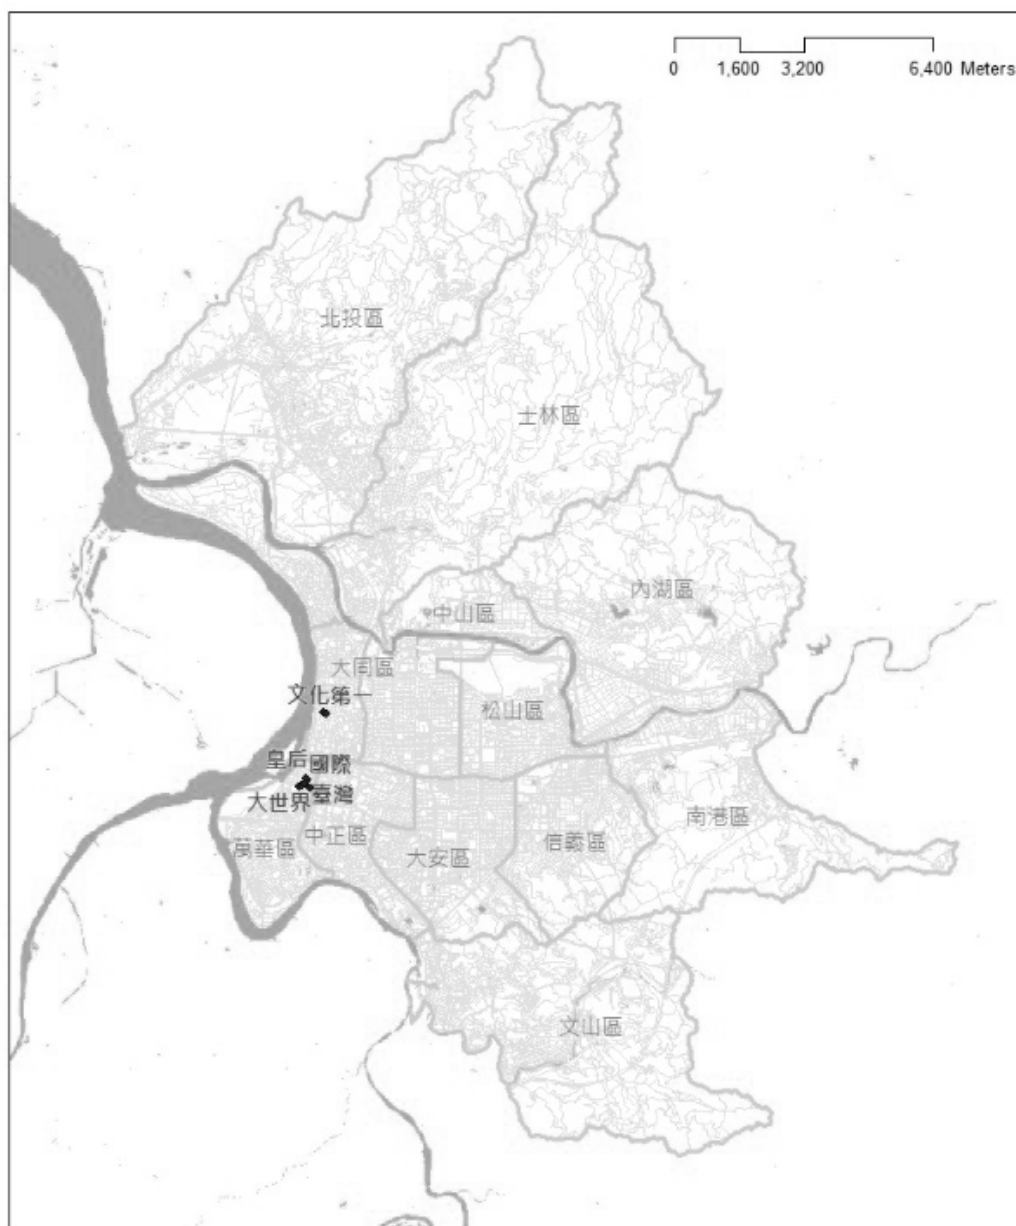 0 1,600 3,200 6,400 Meters
北投區
士林區
內湖區
中山區
大同區
文化第一
松山區
皇后 國際
大世界 臺灣
南港區
中正區
信義區
萬華區
大安區
文山區